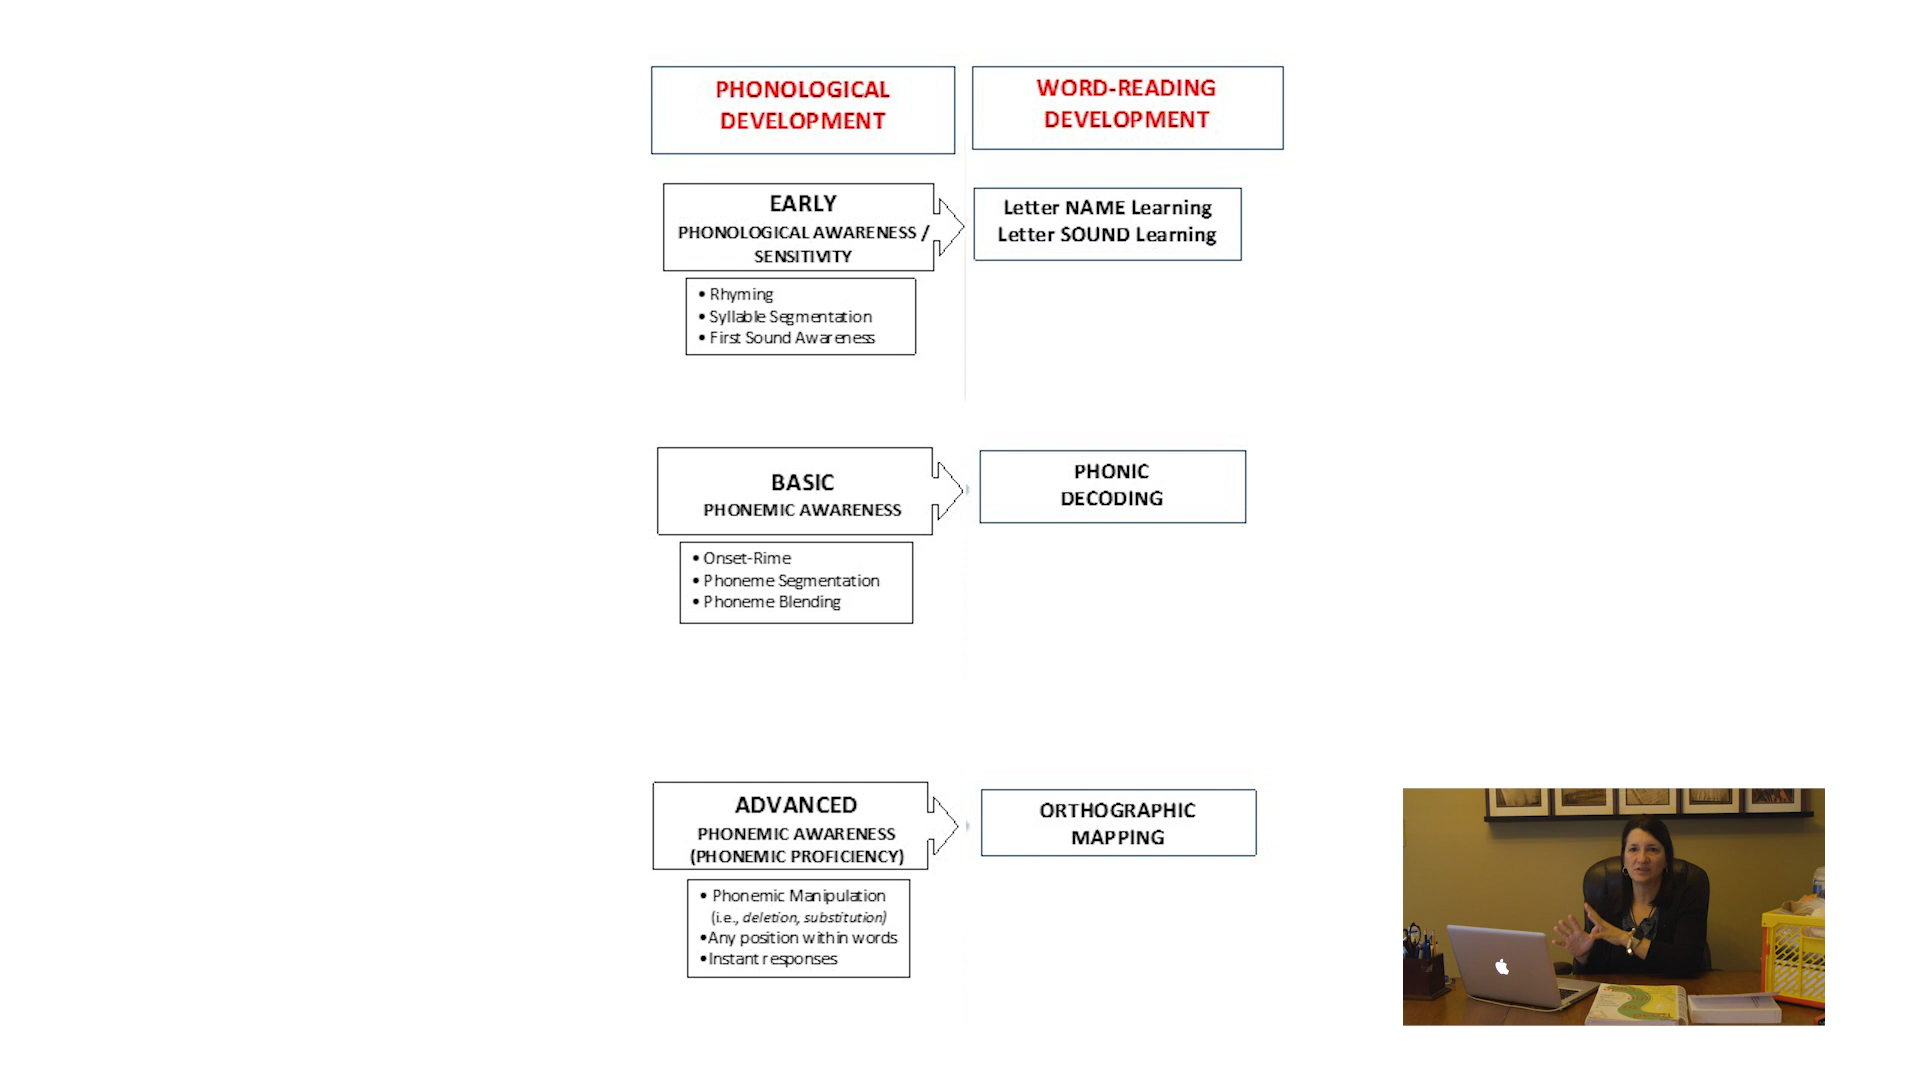 PHONOLOGICAL
DEVELOPMENT
WORD-READING
DEVELOPMENT
EARLY
PHONOLOGICAL AWARENESS /
SENSITIVITY
Letter NAME Learning
Letter SOUND Learning
• Rhyming
• Syllable Segmentation
• First Sound Awareness
BASIC
PHONEMIC AWARENESS
PHONIC
DECODING
• Onset-Rime
• Phoneme Segmentation
• Phoneme Blending
ADVANCED
PHONEMIC AWARENESS
(PHONEMIC PROFICIENCY)
ORTHOGRAPHIC
MAPPING
• Phonemic Manipulation
(i.e., deletion, substitution)
•Any position within words
•Instant responses